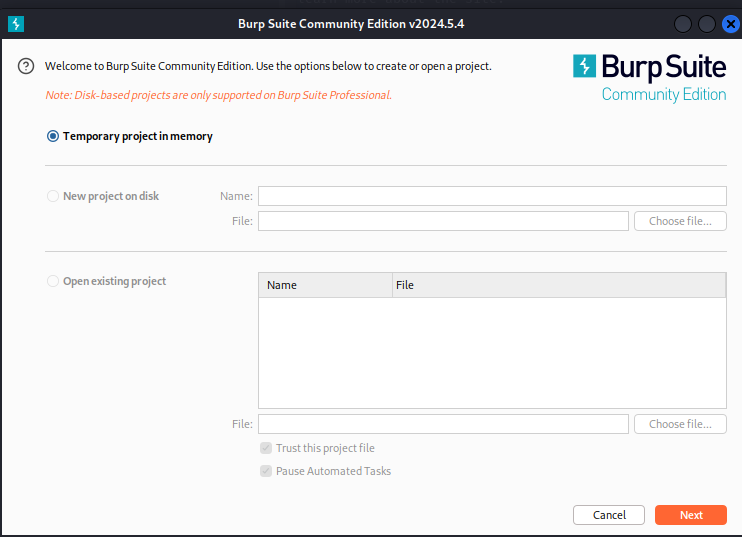 Burp Suite Community Edition v2024.5.4
Welcome to Burp Suite Community Edition. Use the options below to create or open a project.
Note: Disk-based projects are only supported on Burp Suite Professional.
Burp Suite
Community Edition
Temporary project in memory
New project on disk
Name:
File:
Choose file...
Open existing project
Name
File
File:
Choose file...
Trust this project file
Pause Automated Tasks
Cancel
Next